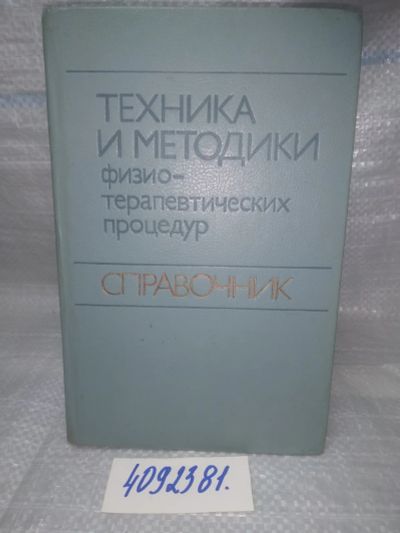 ТЕХНИКА
И МЕТОДИКИ
физио-
терапевтических
процедур
СПРАВОЧНИК
4092381.